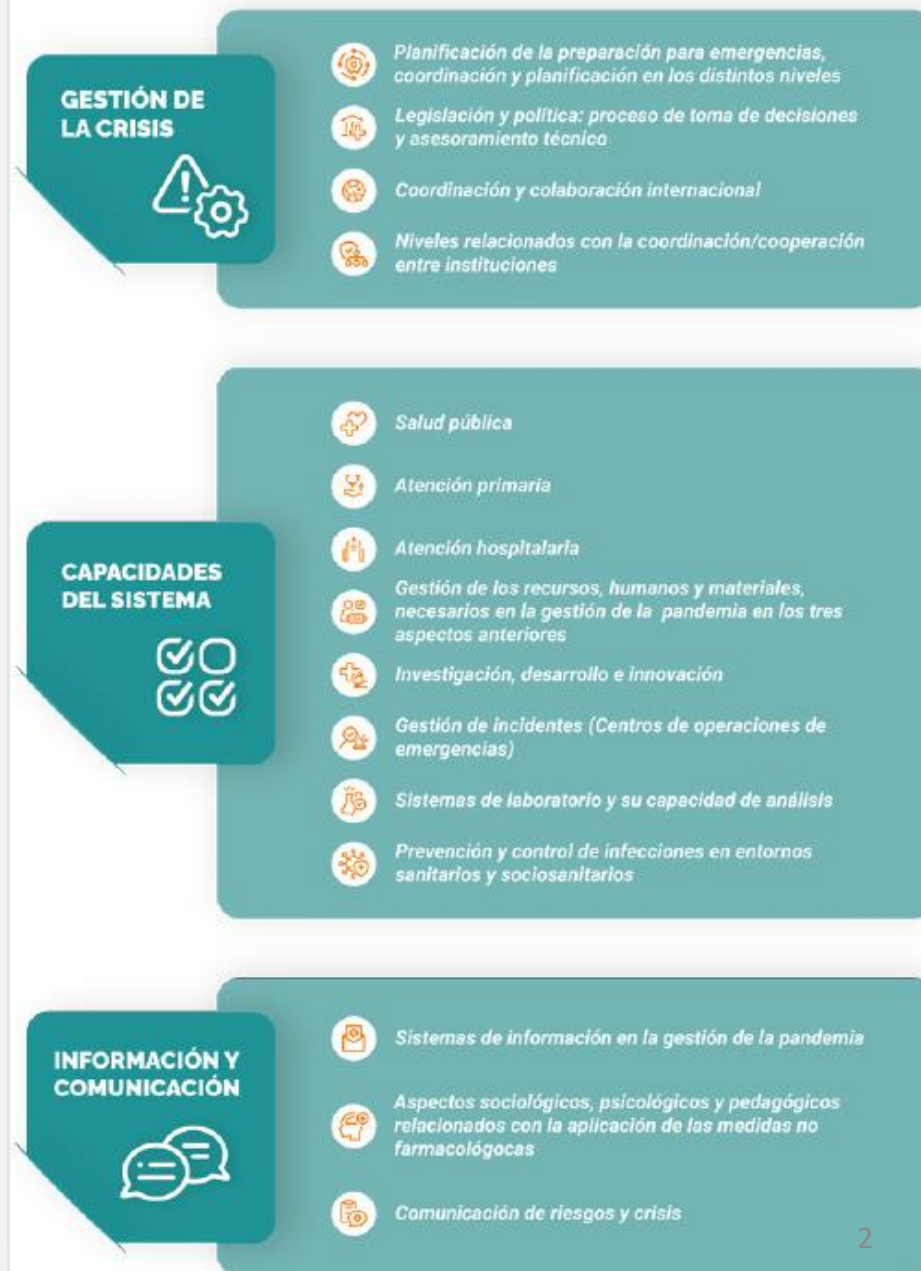 GESTIÓN DE
LA CRISIS
Planificación de la preparación para emergencias,
coordinación y planificación en los distintos niveles
Legislación y política: proceso de toma de decisiones
y asesoramiento técnico
Coordinación y colaboración internacional
Niveles relacionados con la coordinación/cooperación
entre instituciones
CAPACIDADES
DEL SISTEMA
Salud pública
Atención primaria
Atención hospitalaria
Gestión de los recursos, humanos y materiales,
necesarios en la gestión de la pandemia en los tres
aspectos anteriores
Investigación, desarrollo e innovación
Gestión de incidentes (Centros de operaciones de
emergencias)
Sistemas de laboratorio y su capacidad de análisis
Prevención y control de infecciones en entornos
sanitarios y sociosanitarios
INFORMACIÓN Y
COMUNICACIÓN
Sistemas de información en la gestión de la pandemia
Aspectos sociológicos, psicológicos y pedagógicos
relacionados con la aplicación de las medidas no
farmacológocas
Comunicación de riesgos y crisis
2